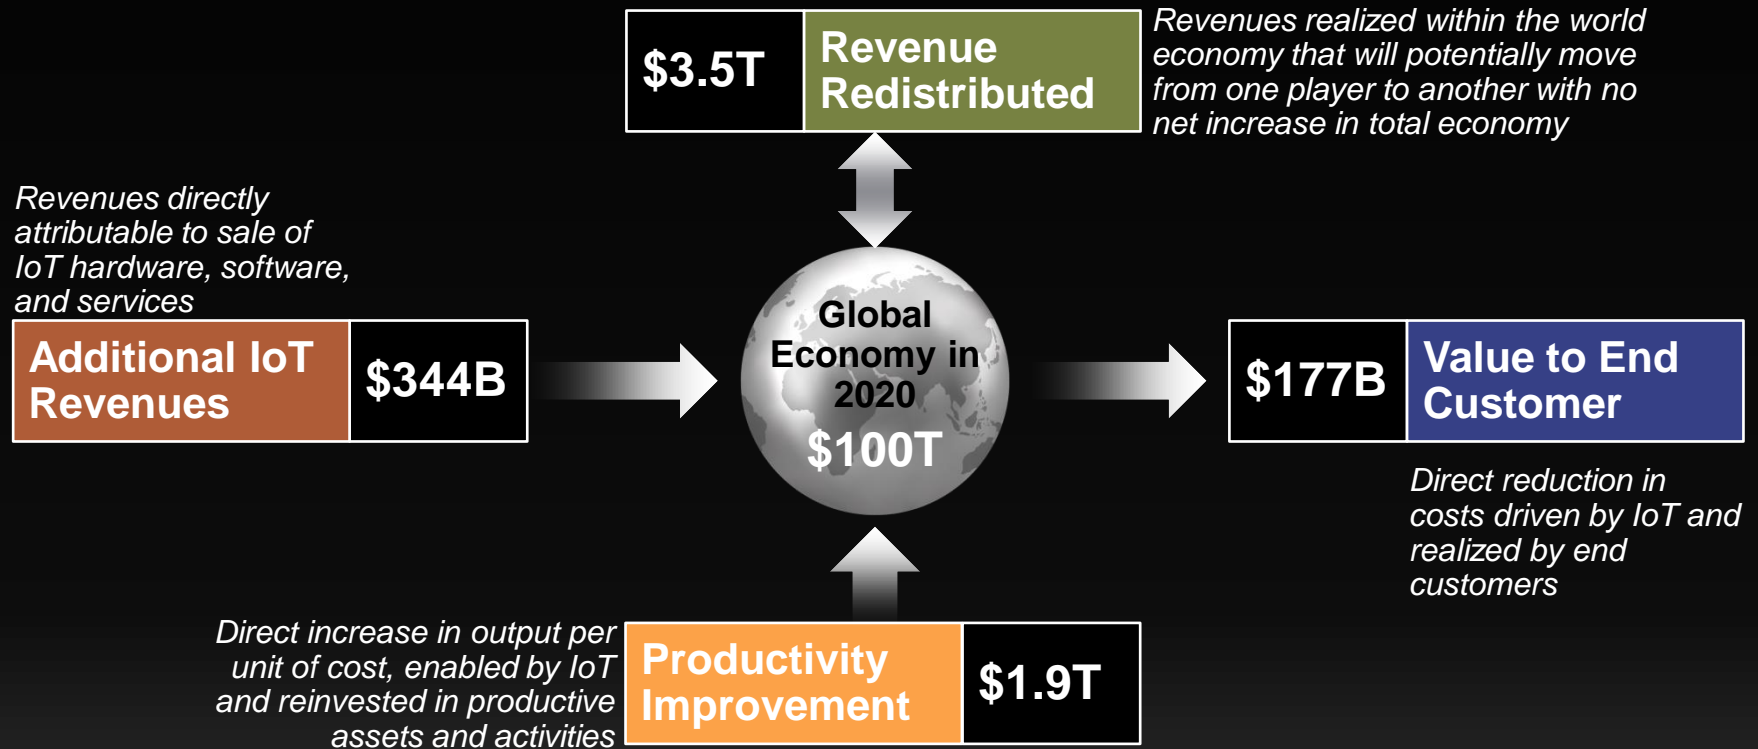 $3.5T
Revenue
Redistributed
Revenues realized within the world
economy that will potentially move
from one player to another with no
net increase in total economy
Revenues directly
attributable to sale of
IoT hardware, software,
and services
Additional IoT
Revenues
$344B
Global
Economy in
2020
$100T
$177B
Value to End
Customer
Direct reduction in
costs driven by IoT and
realized by end
customers
Direct increase in output per
unit of cost, enabled by IoT
and reinvested in productive
assets and activities
Productivity
Improvement
$1.9T